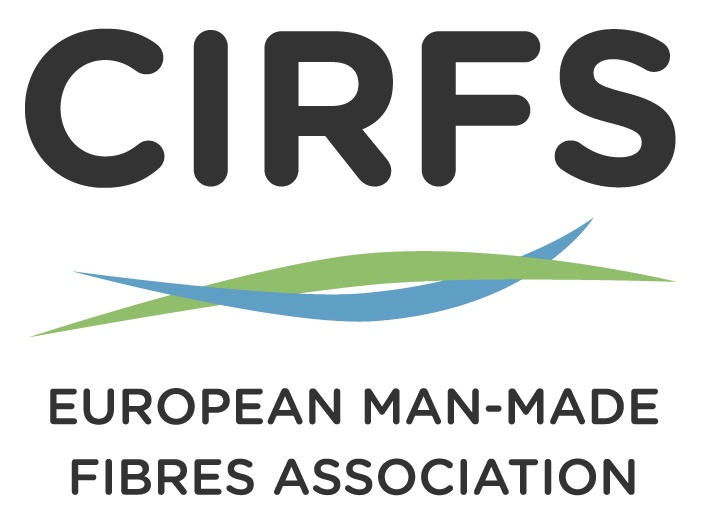 CIRFS
EUROPEAN MAN-MADE
FIBRES ASSOCIATION